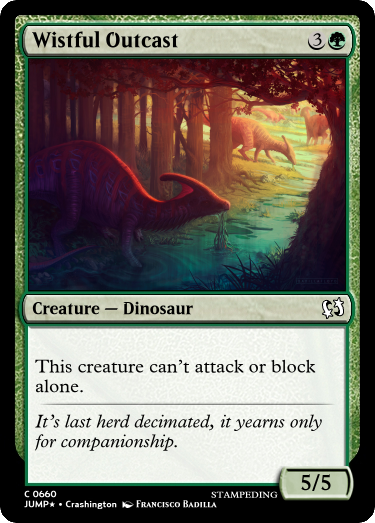 Wistful Outcast 3
Creature — Dinosaur
This creature can't attack or block
alone.
It's last herd decimated, it yearns only
for companionship.
5/5
C 0660 STAMPEDING
JUMP★ • Crashington FRANCISCO BADILLA